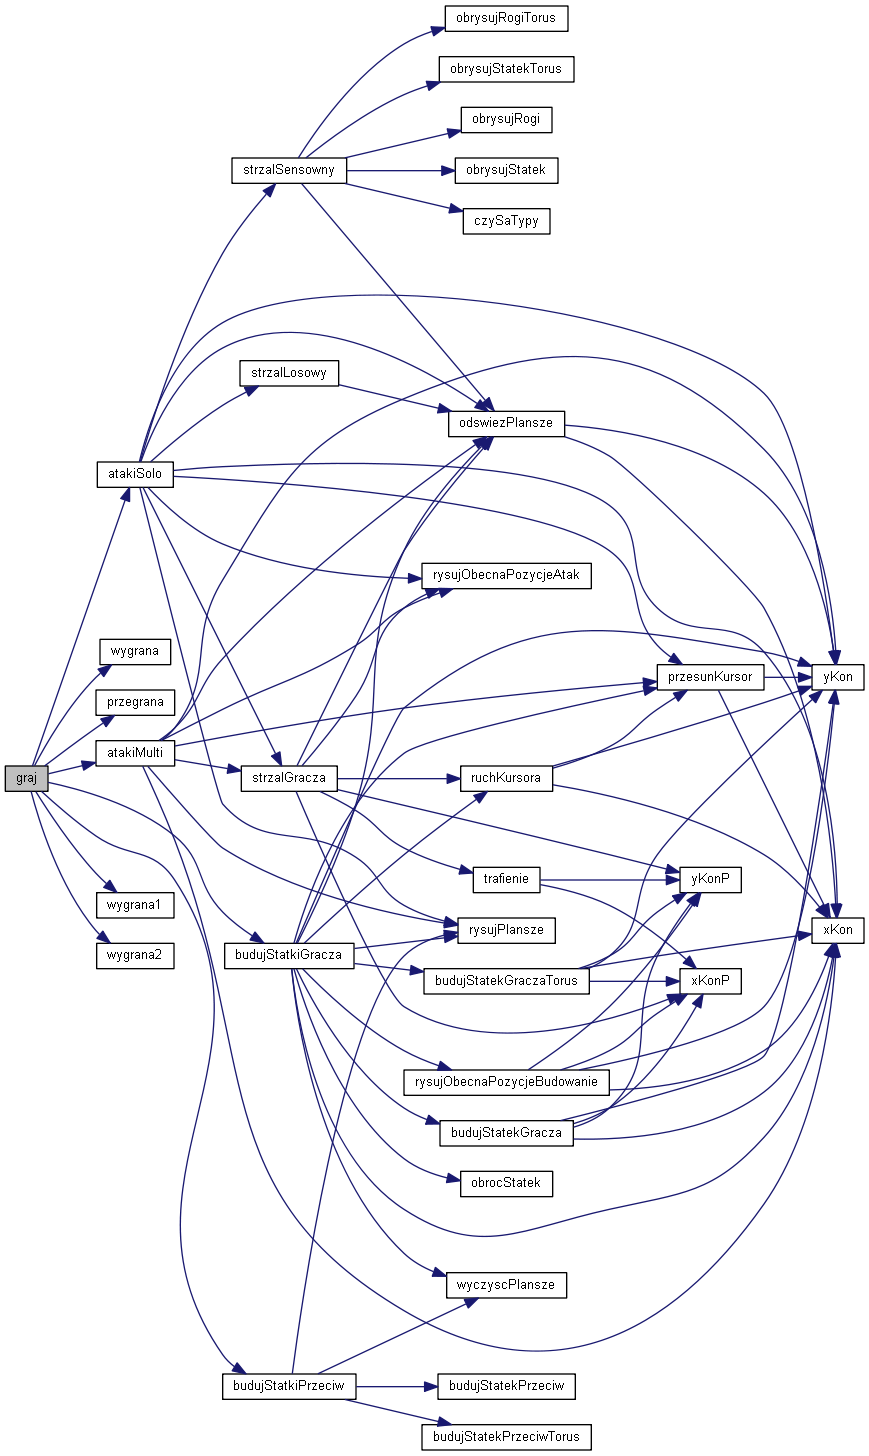 obrysujRogiTorus
obrysujStatekTorus
obrysujRogi
strzalSensowny
obrysujStatek
czySaTypy
strzalLosowy
odswiezPlansze
atakiSolo
rysujObecnaPozycjeAtak
wygrana
przesunKursor
yKon
przegrana
atakiMulti
graj
strzalGracza
ruchKursora
trafienie
yKonP
wygrana1
rysujPlansze
xKon
wygrana2
budujStatkiGracza
budujStatekGraczaTorus
xKonP
rysujObecnaPozycjeBudowanie
budujStatekGracza
obrocStatek
wyczyscPlansze
budujStatkiPrzeciw
budujStatekPrzeciw
budujStatekPrzeciwTorus